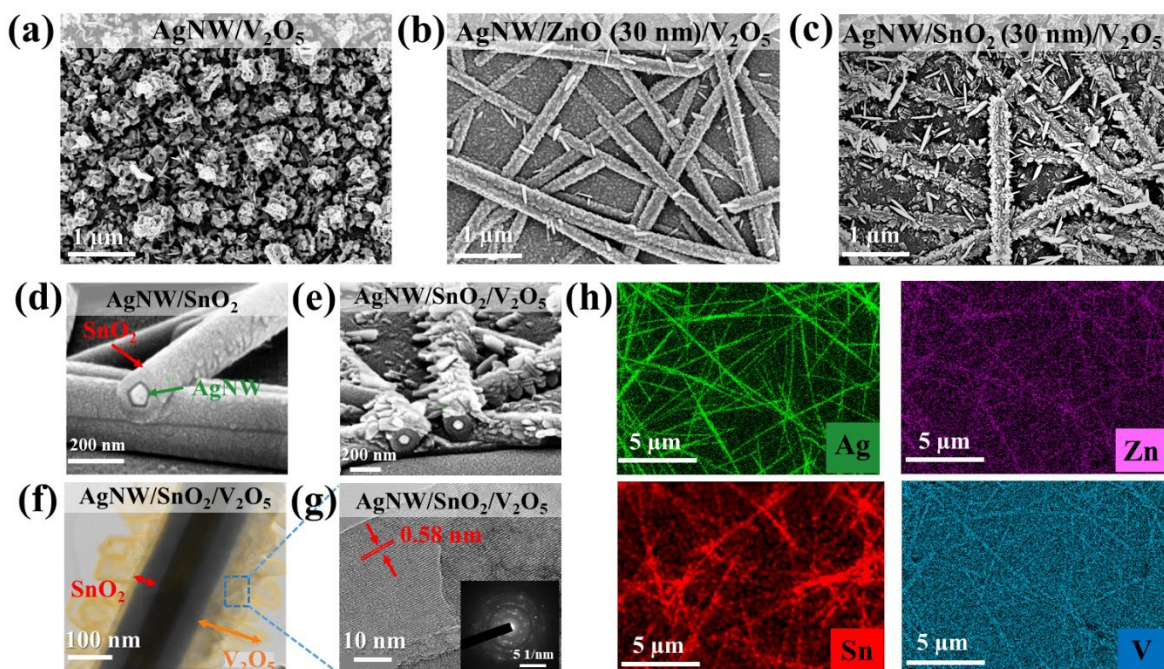 (a) AgNW/V₂O₅
1 μm
(b) AgNW/ZnO (30 nm)/V₂O₅
1 μm
(c) AgNW/SnO₂ (30 nm)/V₂O₅
1 μm
(d) AgNW/SnO₂
SnO₂
AgNW
200 nm
(e) AgNW/SnO₂/V₂O₅
200 nm
(f) AgNW/SnO₂/V₂O₅
SnO₂
100 nm
V₂O₅
(g) AgNW/SnO₂/V₂O₅
0.58 nm
10 nm
5 1/nm
(h)
5 μm
Ag
5 μm
Zn
5 μm
Sn
5 μm
V